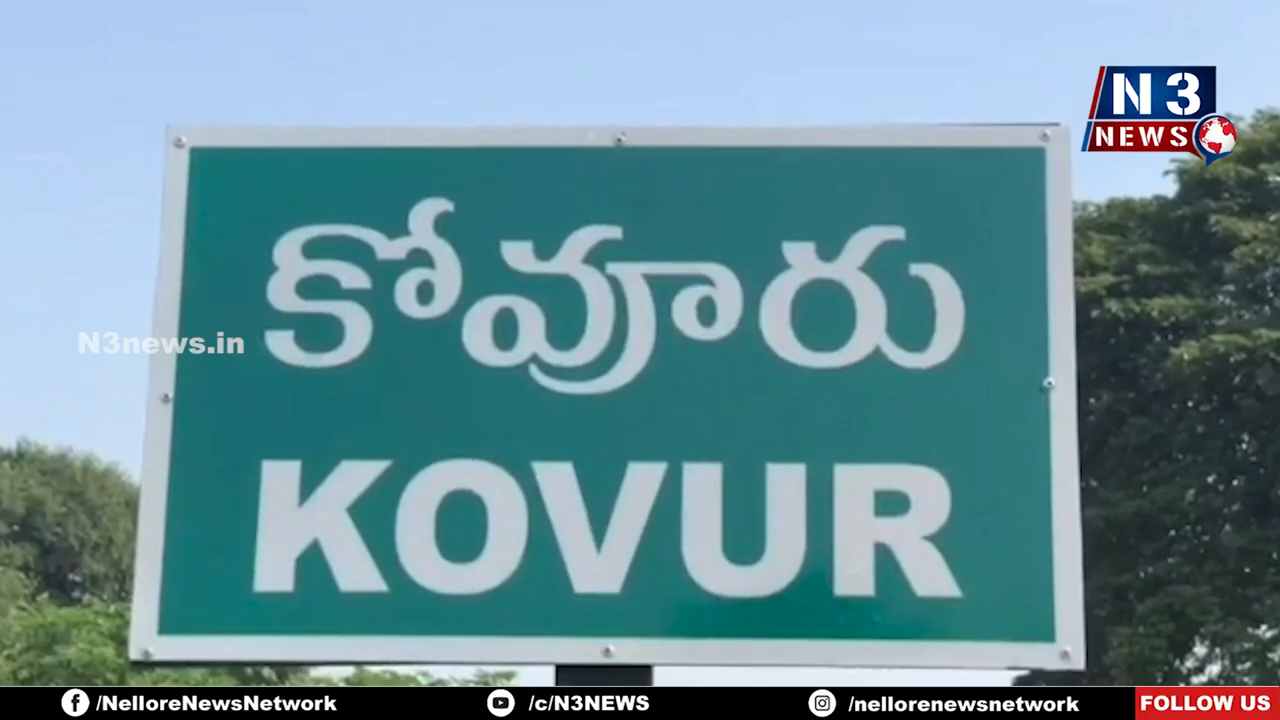 N3
NEWS
కోవూరు
N3news.in
KOVUR
/NelloreNewsNetwork
/c/N3NEWS
/nellorenewsnetwork
FOLLOW US